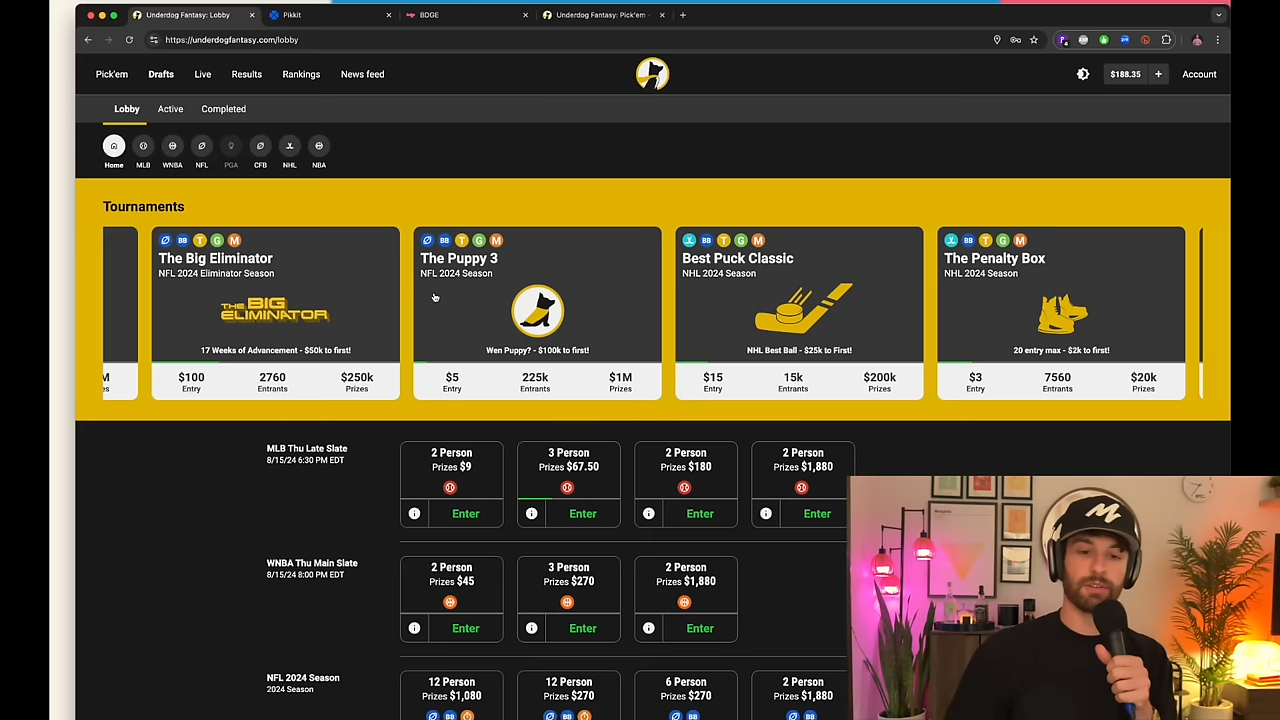 Underdog Fantasy: Lobby
Pikkit
BDGE
Underdog Fantasy: Pick'em -
https://underdogfantasy.com/lobby
Pick'em
Drafts
Live
Results
Rankings
News feed
$188.35
Account
Lobby
Active
Completed
Home
MLB
WNBA
NFL
PGA
CFB
NHL
NBA
Tournaments
M
es
BB T G M
The Big Eliminator
NFL 2024 Eliminator Season
THE BIG
ELIMINATOR
17 Weeks of Advancement - $50k to first!
$100
Entry
2760
Entrants
$250k
Prizes
BB T G M
The Puppy 3
NFL 2024 Season
Wen Puppy? - $100k to first!
$5
Entry
225k
Entrants
$1M
Prizes
BB T G M
Best Puck Classic
NHL 2024 Season
NHL Best Ball - $25k to First!
$15
Entry
15k
Entrants
$200k
Prizes
BB T G M
The Penalty Box
NHL 2024 Season
20 entry max - $2k to first!
$3
Entry
7560
Entrants
$20k
Prizes
MLB Thu Late Slate
8/15/24 6:30 PM EDT
2 Person
Prizes $9
Enter
3 Person
Prizes $67.50
Enter
2 Person
Prizes $180
Enter
2 Person
Prizes $1,880
Enter
WNBA Thu Main Slate
8/15/24 8:00 PM EDT
2 Person
Prizes $45
Enter
3 Person
Prizes $270
Enter
2 Person
Prizes $1,880
Enter
NFL 2024 Season
2024 Season
12 Person
Prizes $1,080
BB
12 Person
Prizes $270
BB
6 Person
Prizes $270
BB
2 Person
Prizes $1,880
BB